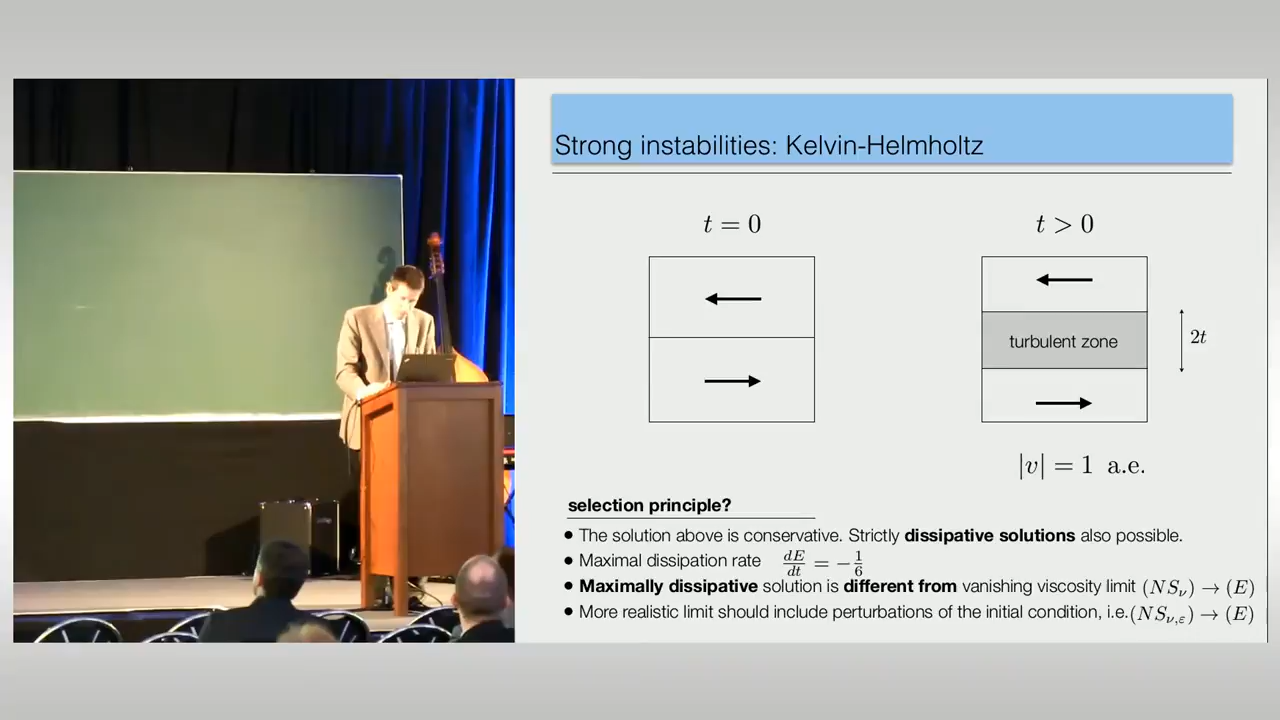 Strong instabilities: Kelvin-Helmholtz
t = 0
t > 0
turbulent zone
2t
|v| = 1 a.e.
selection principle?
• The solution above is conservative. Strictly dissipative solutions also possible.
• Maximal dissipation rate dE/dt = −1/6
• Maximally dissipative solution is different from vanishing viscosity limit (NS_ν) → (E)
• More realistic limit should include perturbations of the initial condition, i.e.(NS_{ν,ε}) → (E)